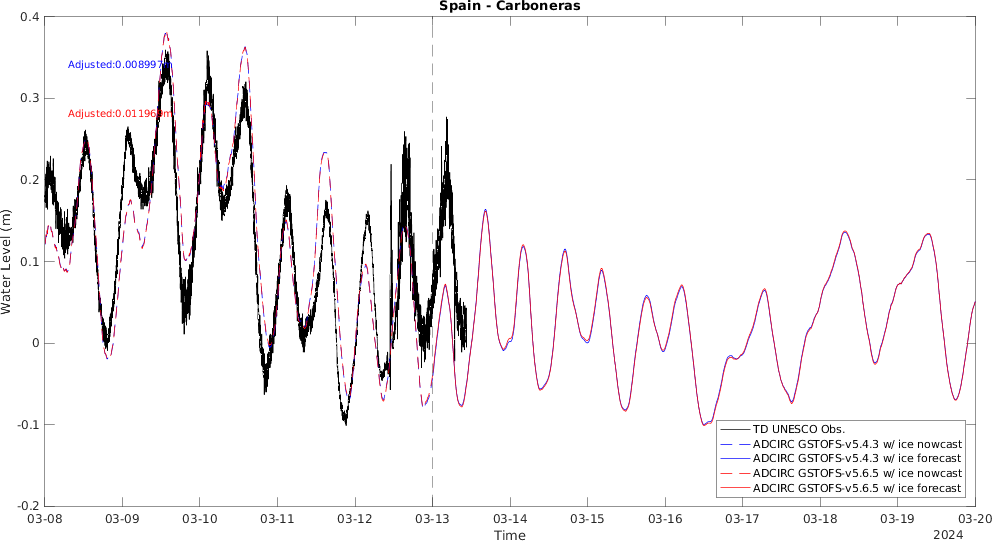 Spain - Carboneras
Water Level (m)
0.4
0.3
0.2
0.1
0
-0.1
-0.2
Adjusted:0.008997m
Adjusted:0.011969m
TD UNESCO Obs.
ADCIRC GSTOFS-v5.4.3 w/ ice nowcast
ADCIRC GSTOFS-v5.4.3 w/ ice forecast
ADCIRC GSTOFS-v5.6.5 w/ ice nowcast
ADCIRC GSTOFS-v5.6.5 w/ ice forecast
03-08 03-09 03-10 03-11 03-12 03-13 03-14 03-15 03-16 03-17 03-18 03-19 03-20
Time
2024